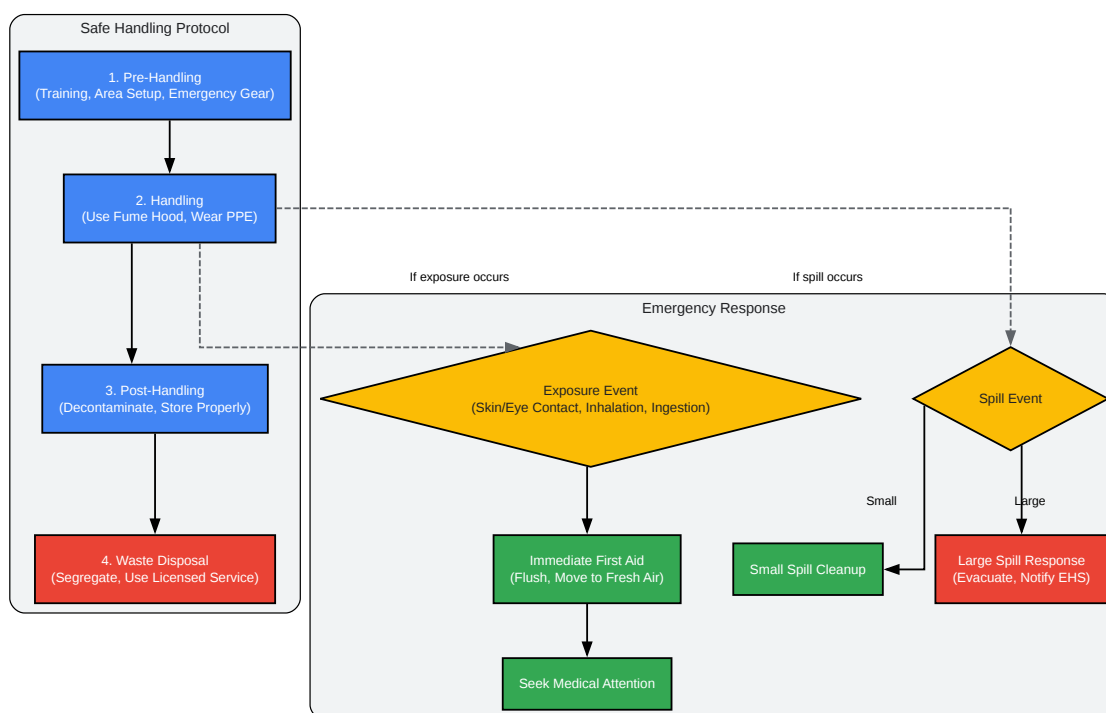 Safe Handling Protocol
1. Pre-Handling
(Training, Area Setup, Emergency Gear)
2. Handling
(Use Fume Hood, Wear PPE)
If exposure occurs
If spill occurs
Emergency Response
3. Post-Handling
(Decontaminate, Store Properly)
Exposure Event
(Skin/Eye Contact, Inhalation, Ingestion)
Spill Event
Small
Large
4. Waste Disposal
(Segregate, Use Licensed Service)
Immediate First Aid
(Flush, Move to Fresh Air)
Small Spill Cleanup
Large Spill Response
(Evacuate, Notify EHS)
Seek Medical Attention